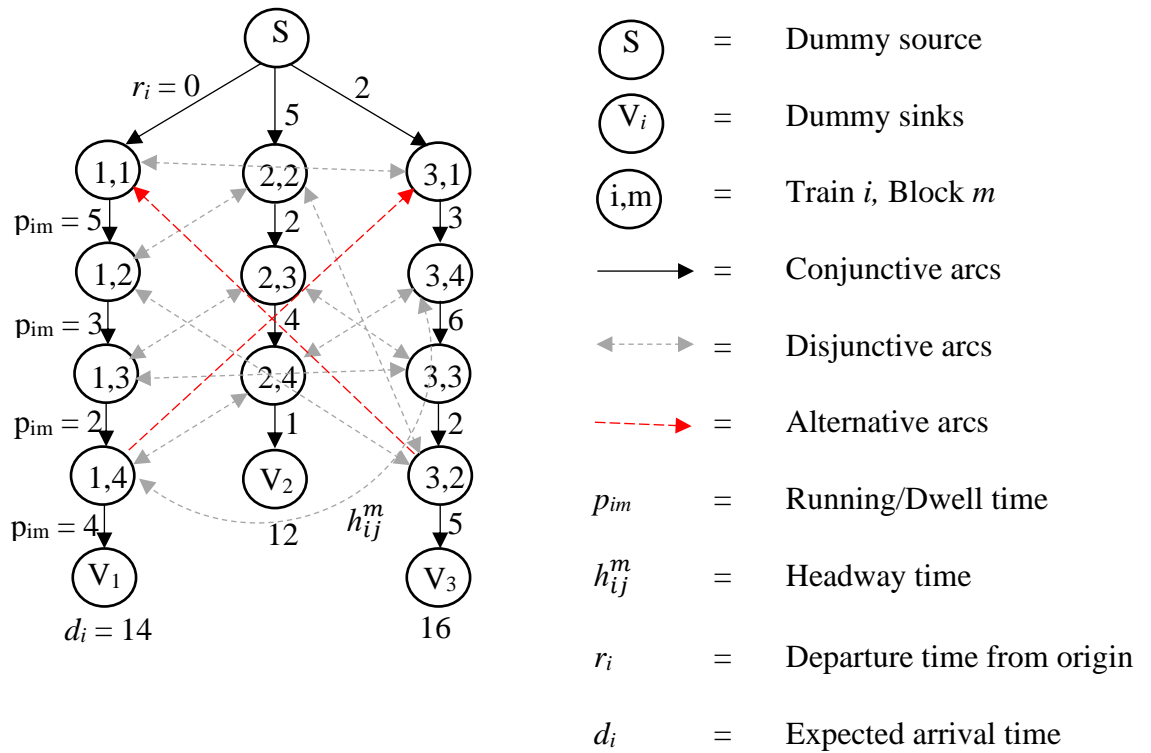 S
r_i = 0
2
5
1,1
2,2
3,1
p_im = 5
2
3
1,2
2,3
3,4
p_im = 3
4
6
1,3
2,4
3,3
p_im = 2
1
2
1,4
V_2
3,2
p_im = 4
12
h_{ij}^m
5
V_1
V_3
d_i = 14
16
S = Dummy source
V_i = Dummy sinks
i,m = Train i, Block m
= Conjunctive arcs
= Disjunctive arcs
= Alternative arcs
p_im = Running/Dwell time
h_{ij}^m = Headway time
r_i = Departure time from origin
d_i = Expected arrival time